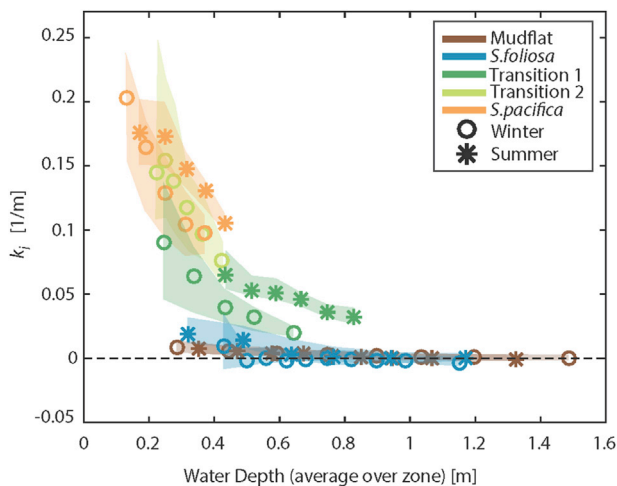 0.25
0.2
0.15
0.1
0.05
0
-0.05
k_i [1/m]
0 0.2 0.4 0.6 0.8 1 1.2 1.4 1.6
Water Depth (average over zone) [m]
Mudflat
S.foliosa
Transition 1
Transition 2
S.pacifica
Winter
Summer